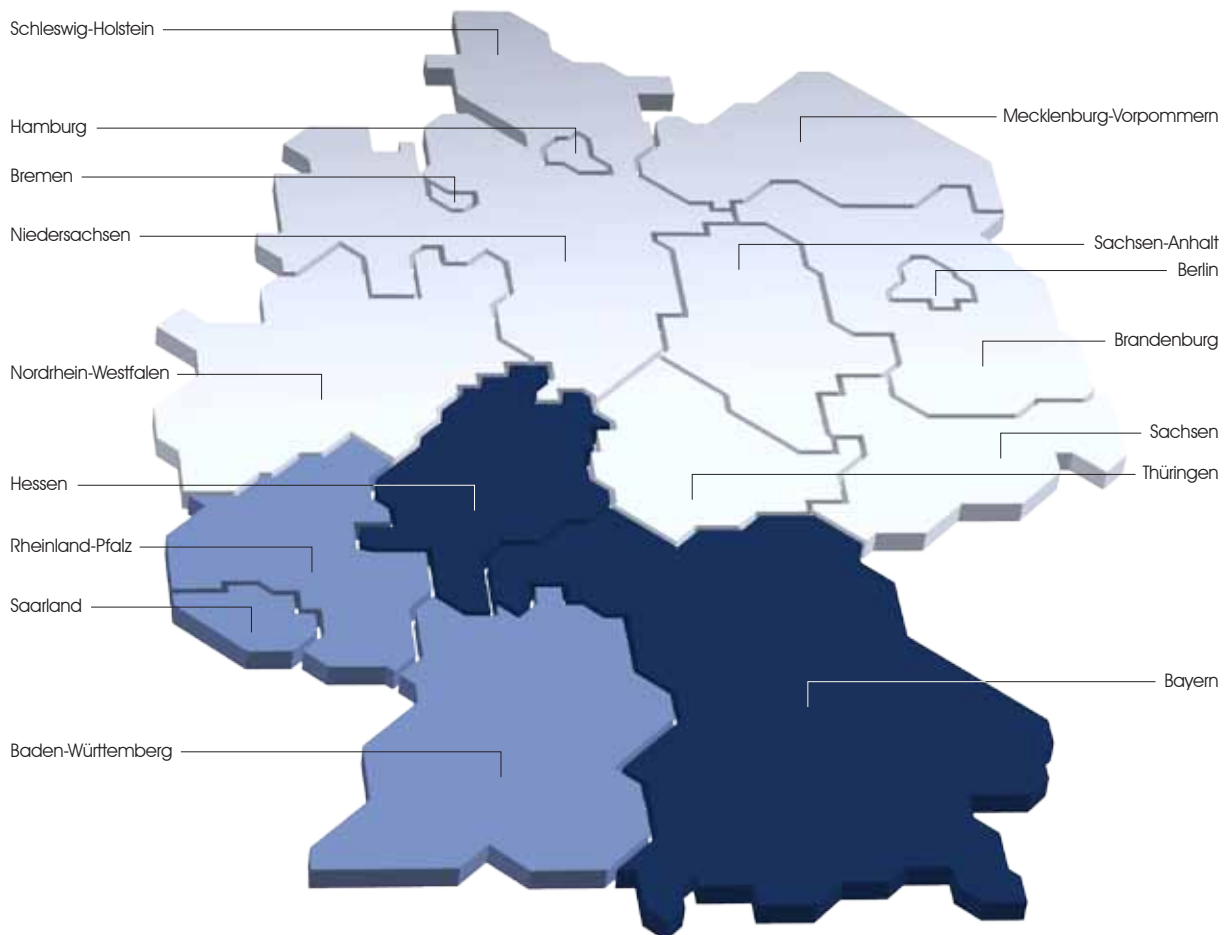 Schleswig-Holstein
Hamburg
Bremen
Niedersachsen
Nordrhein-Westfalen
Hessen
Rheinland-Pfalz
Saarland
Baden-Württemberg
Mecklenburg-Vorpommern
Sachsen-Anhalt
Berlin
Brandenburg
Sachsen
Thüringen
Bayern